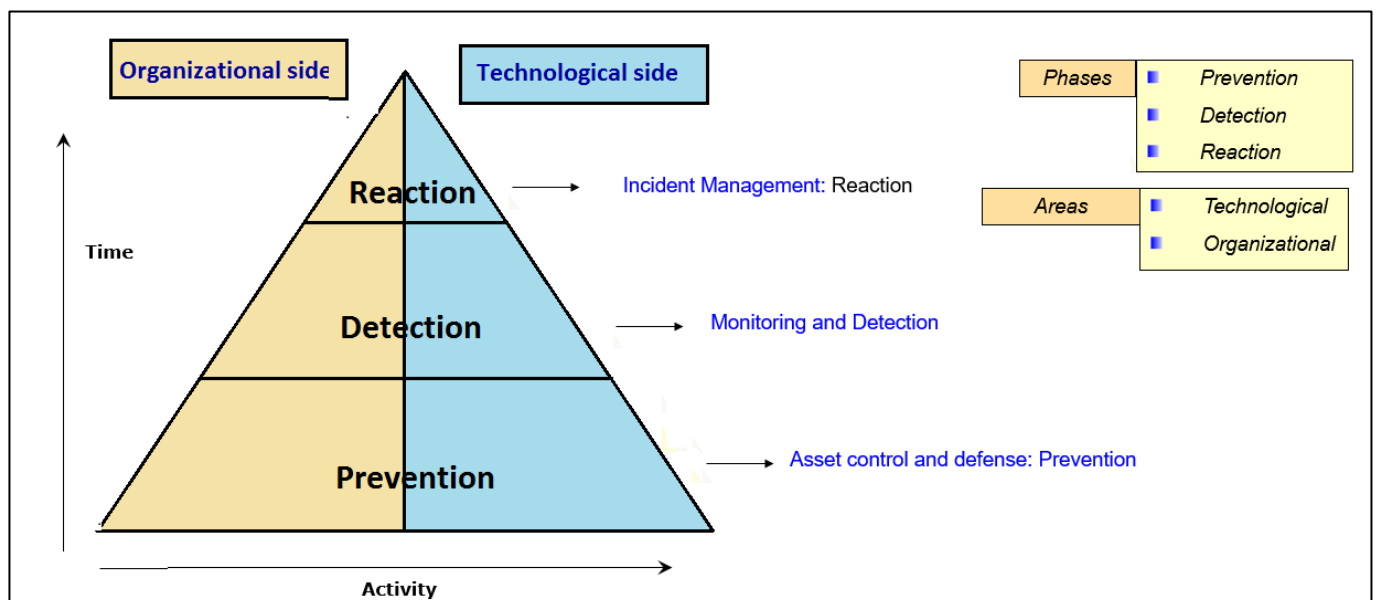 Organizational side
Technological side
Phases
Prevention
Detection
Reaction
Areas
Technological
Organizational
Time
Reaction
Incident Management: Reaction
Detection
Monitoring and Detection
Prevention
Asset control and defense: Prevention
Activity